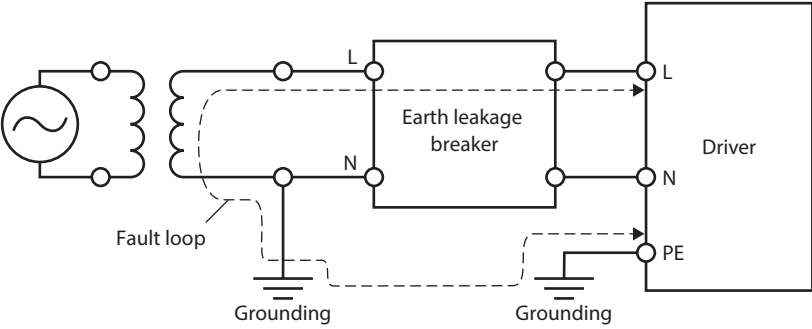 L
L
Earth leakage
breaker
Driver
N
N
Fault loop
PE
Grounding
Grounding